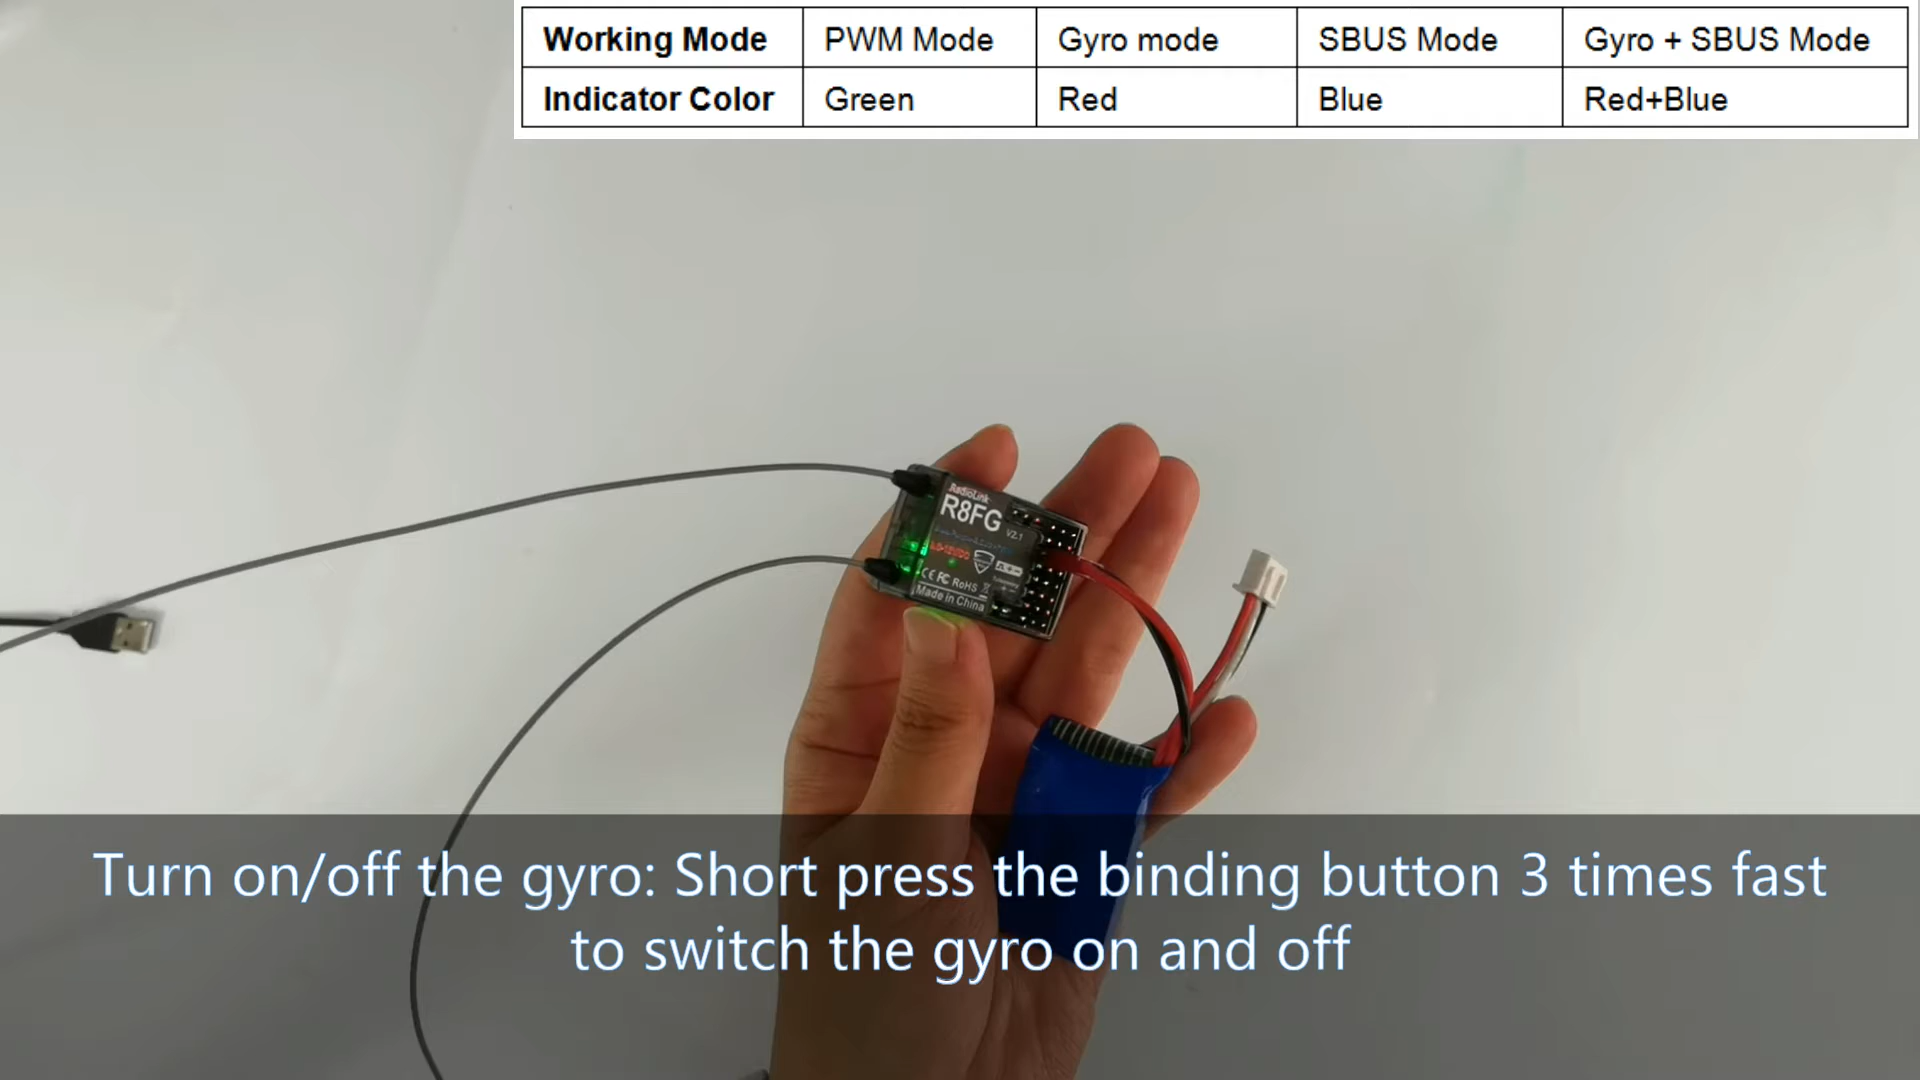 Working Mode PWM Mode Gyro mode SBUS Mode Gyro + SBUS Mode
Indicator Color Green Red Blue Red+Blue
RadioLink
R8FG V2.1
CE FC RoHS
Made in China
Turn on/off the gyro: Short press the binding button 3 times fast
to switch the gyro on and off